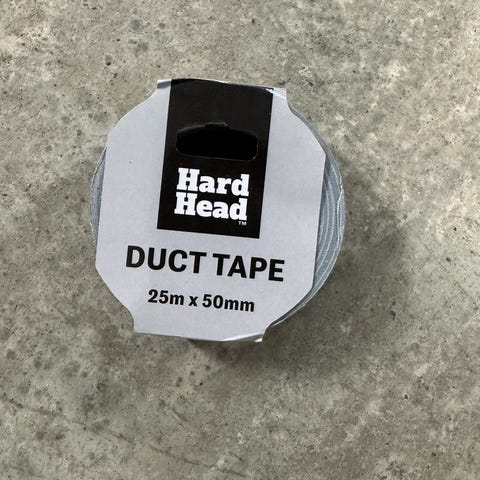 Hard
Head
™
DUCT TAPE
25m x 50mm